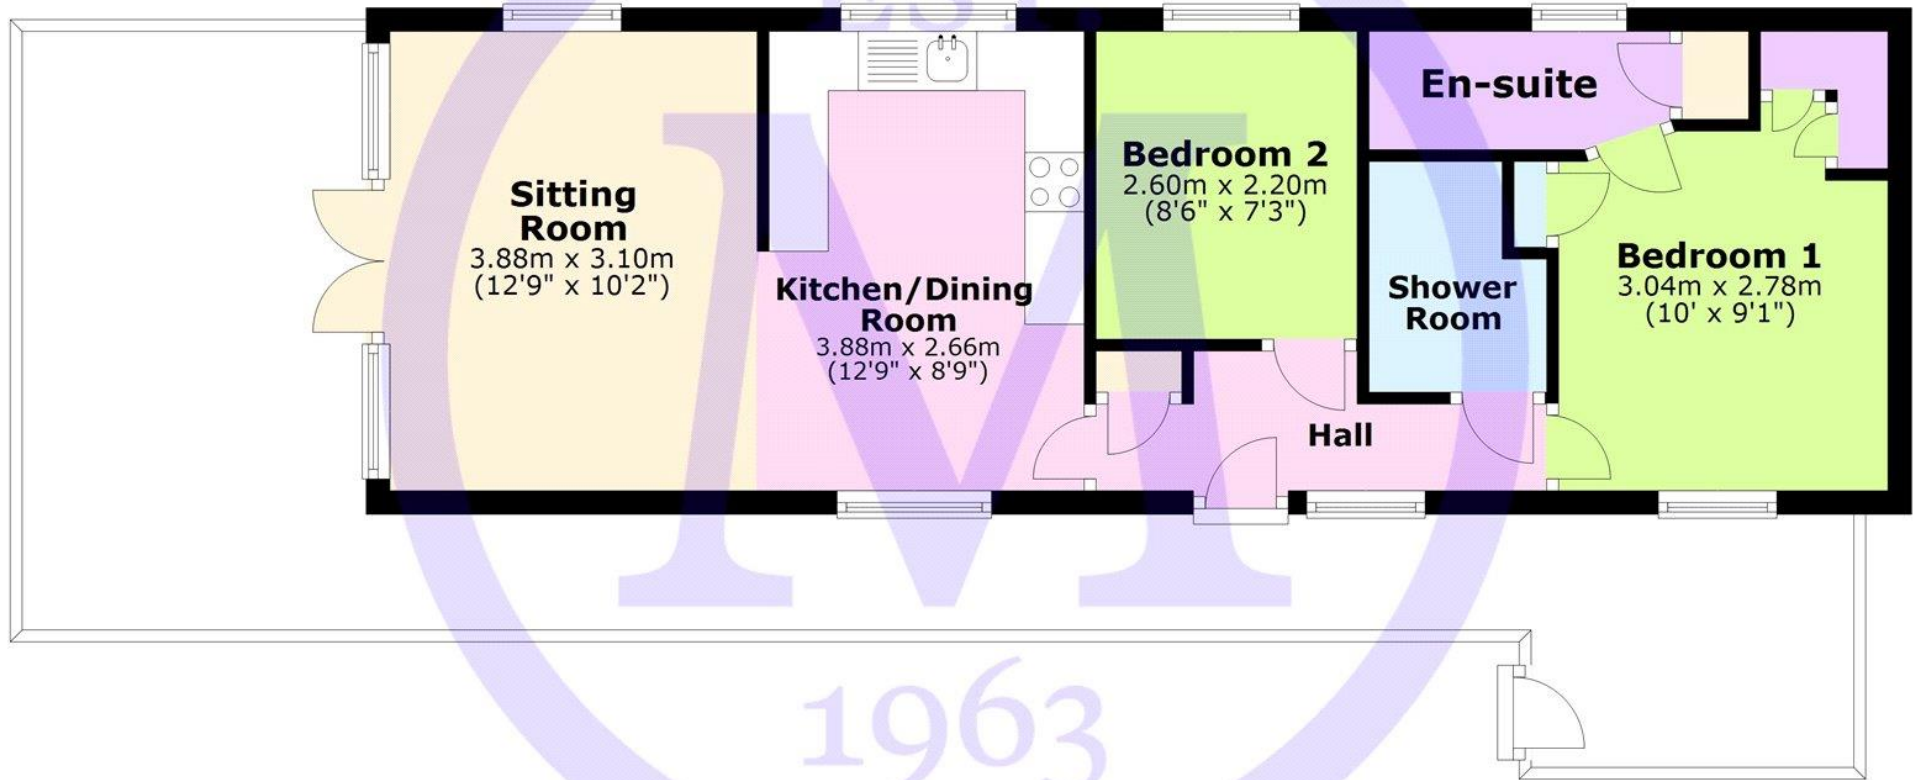 EST.
En-suite
Bedroom 2
2.60m x 2.20m
(8'6" x 7'3")
Sitting
Room
3.88m x 3.10m
(12'9" x 10'2")
Kitchen/Dining
Room
3.88m x 2.66m
(12'9" x 8'9")
Shower
Room
Bedroom 1
3.04m x 2.78m
(10' x 9'1")
Hall
M
1963